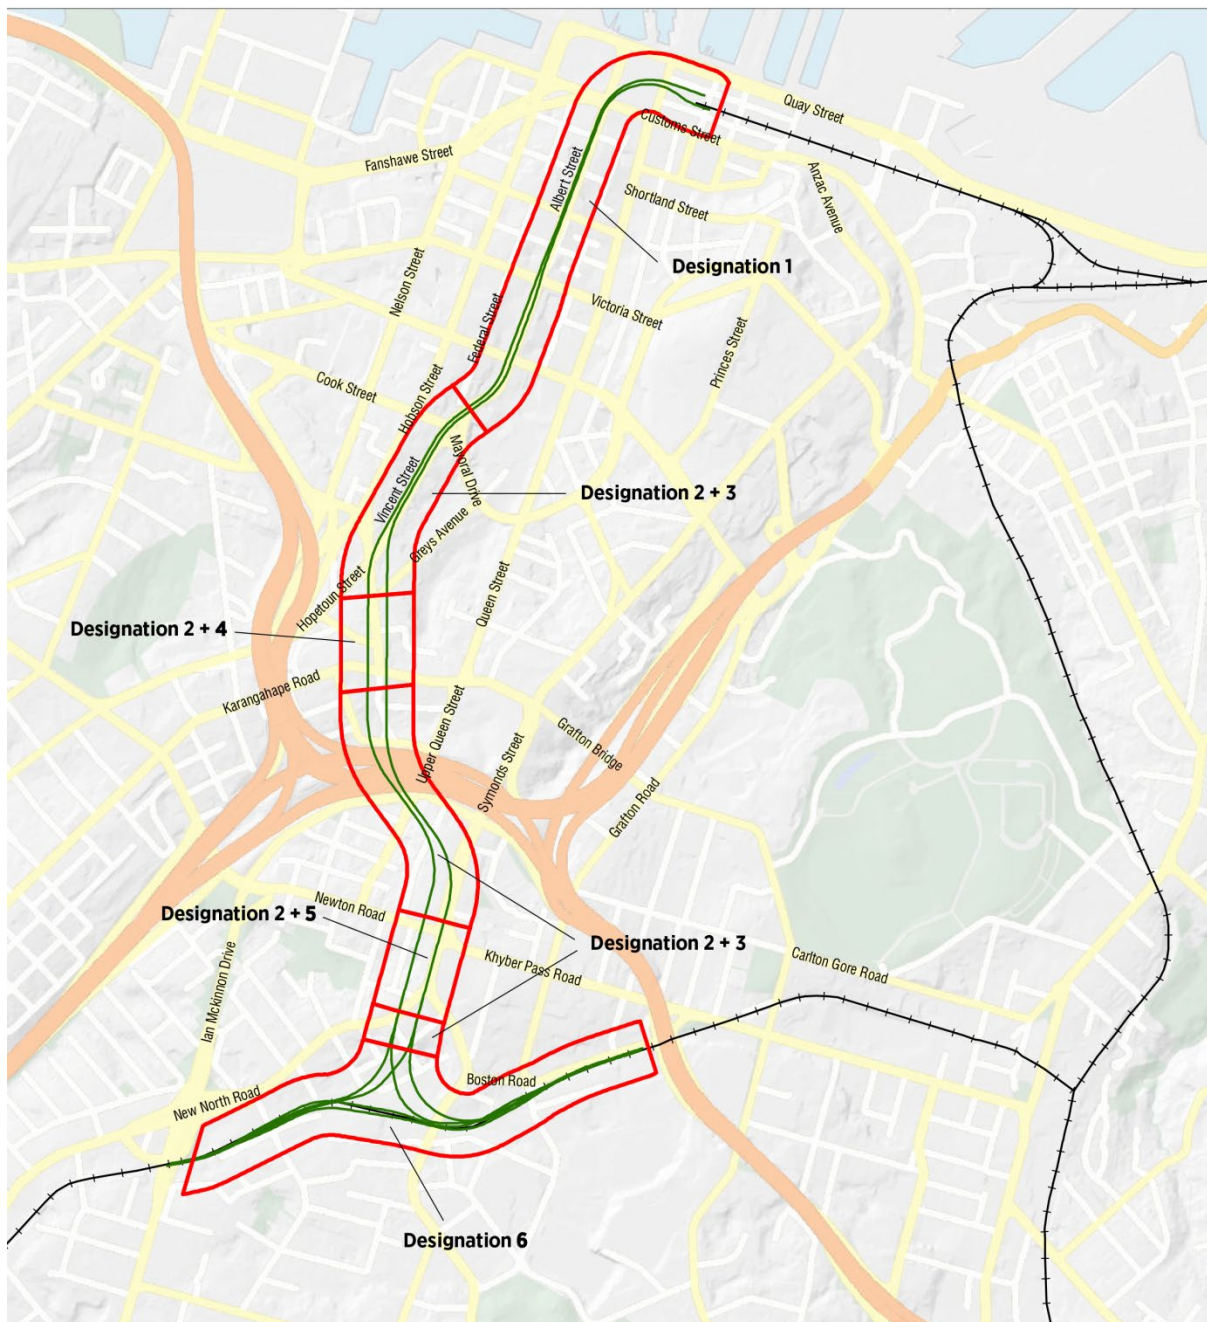 Quay Street
Customs Street
Fanshawe Street
Albert Street
Shortland Street
Anzac Avenue
Designation 1
Nelson Street
Federal Street
Victoria Street
Princes Street
Cook Street
Hobson Street
Mayoral Drive
Vincent Street
Designation 2 + 3
Greys Avenue
Hopetoun Street
Queen Street
Designation 2 + 4
Karangahape Road
Upper Queen Street
Grafton Bridge
Symonds Street
Grafton Road
Newton Road
Designation 2 + 5
Designation 2 + 3
Khyber Pass Road
Carlton Gore Road
Ian Mckinnon Drive
Boston Road
New North Road
Designation 6